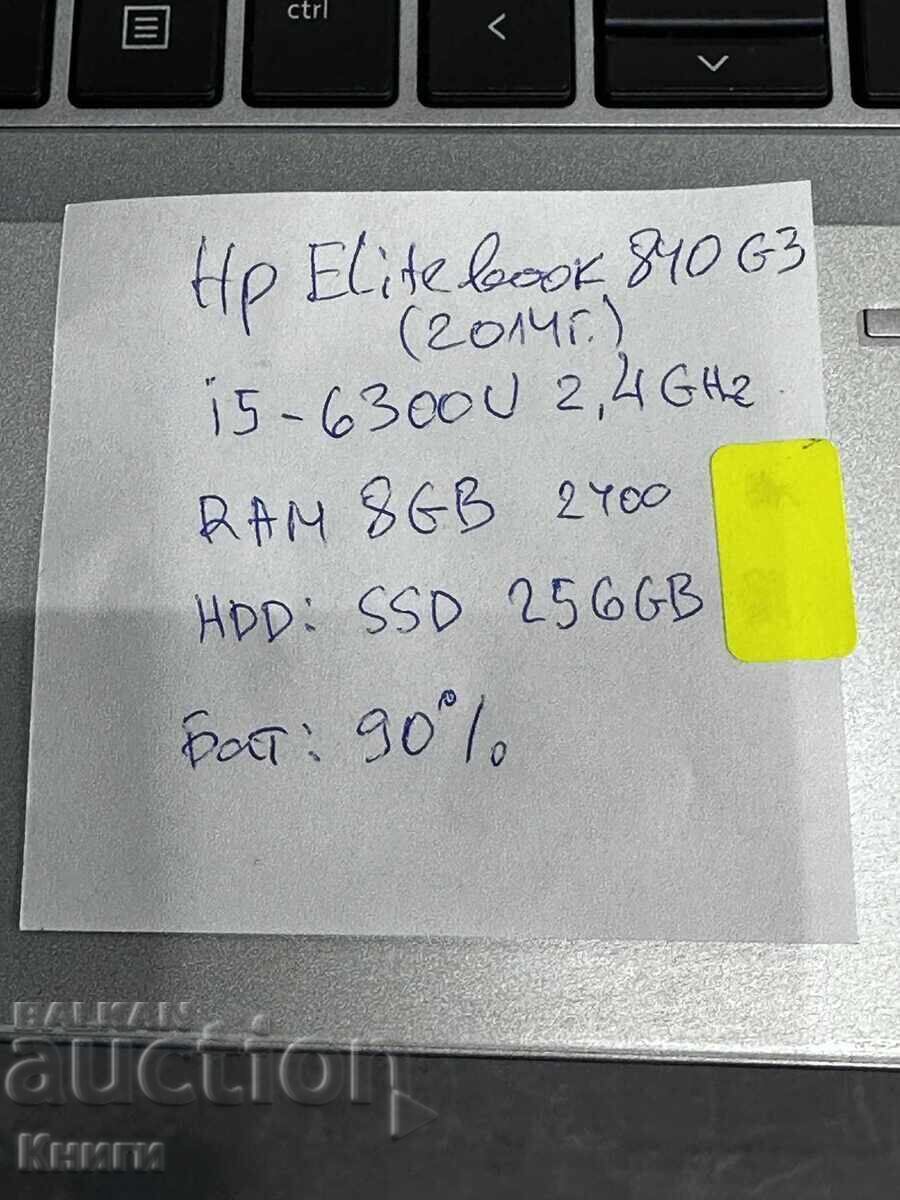 ctrl
Hp Elitebook 840 G3
(2014г.)
i5-6300U 2,4GHz
RAM 8GB 2400
HDD: SSD 256GB
Бат: 90%
BALKAN
auction
Книги